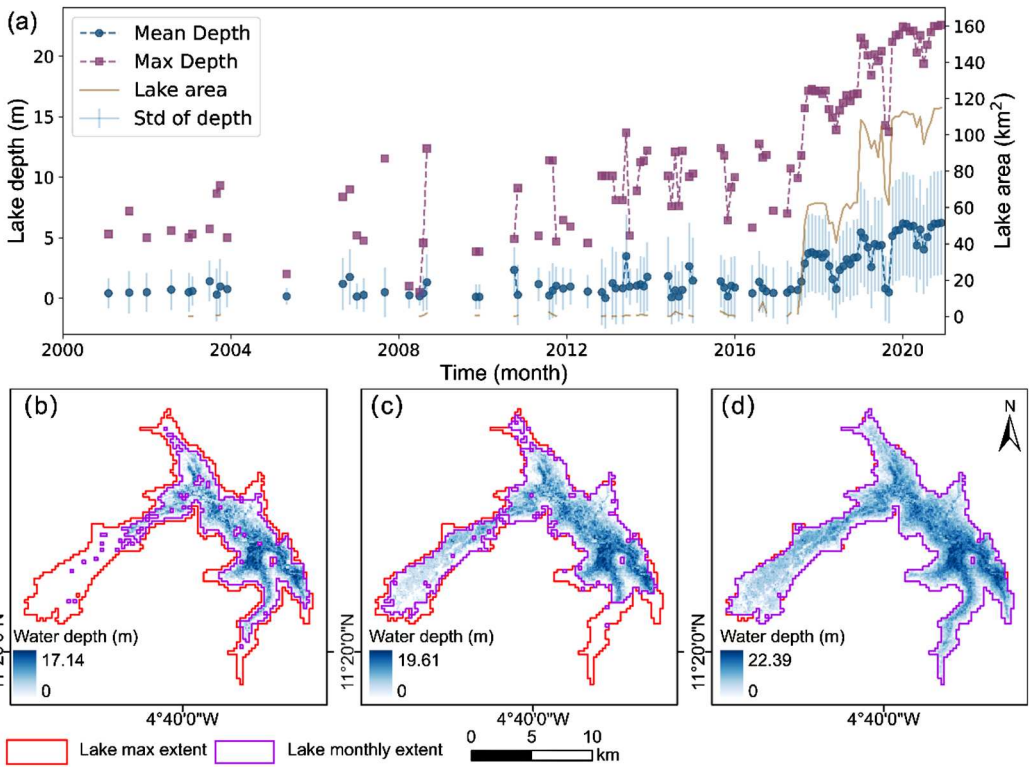 (a)
Mean Depth
Max Depth
Lake area
Std of depth
Lake depth (m)
20
15
10
5
0
160
140
120
100
80
60
40
20
0
Lake area (km²)
2000 2004 2008 2012 2016 2020
Time (month)
(b)
Water depth (m)
17.14
0
4°40'0"W
(c)
11°20'0"N
Water depth (m)
19.61
0
4°40'0"W
(d)
N
11°20'0"N
Water depth (m)
22.39
0
4°40'0"W
Lake max extent
Lake monthly extent
0 5 10
km